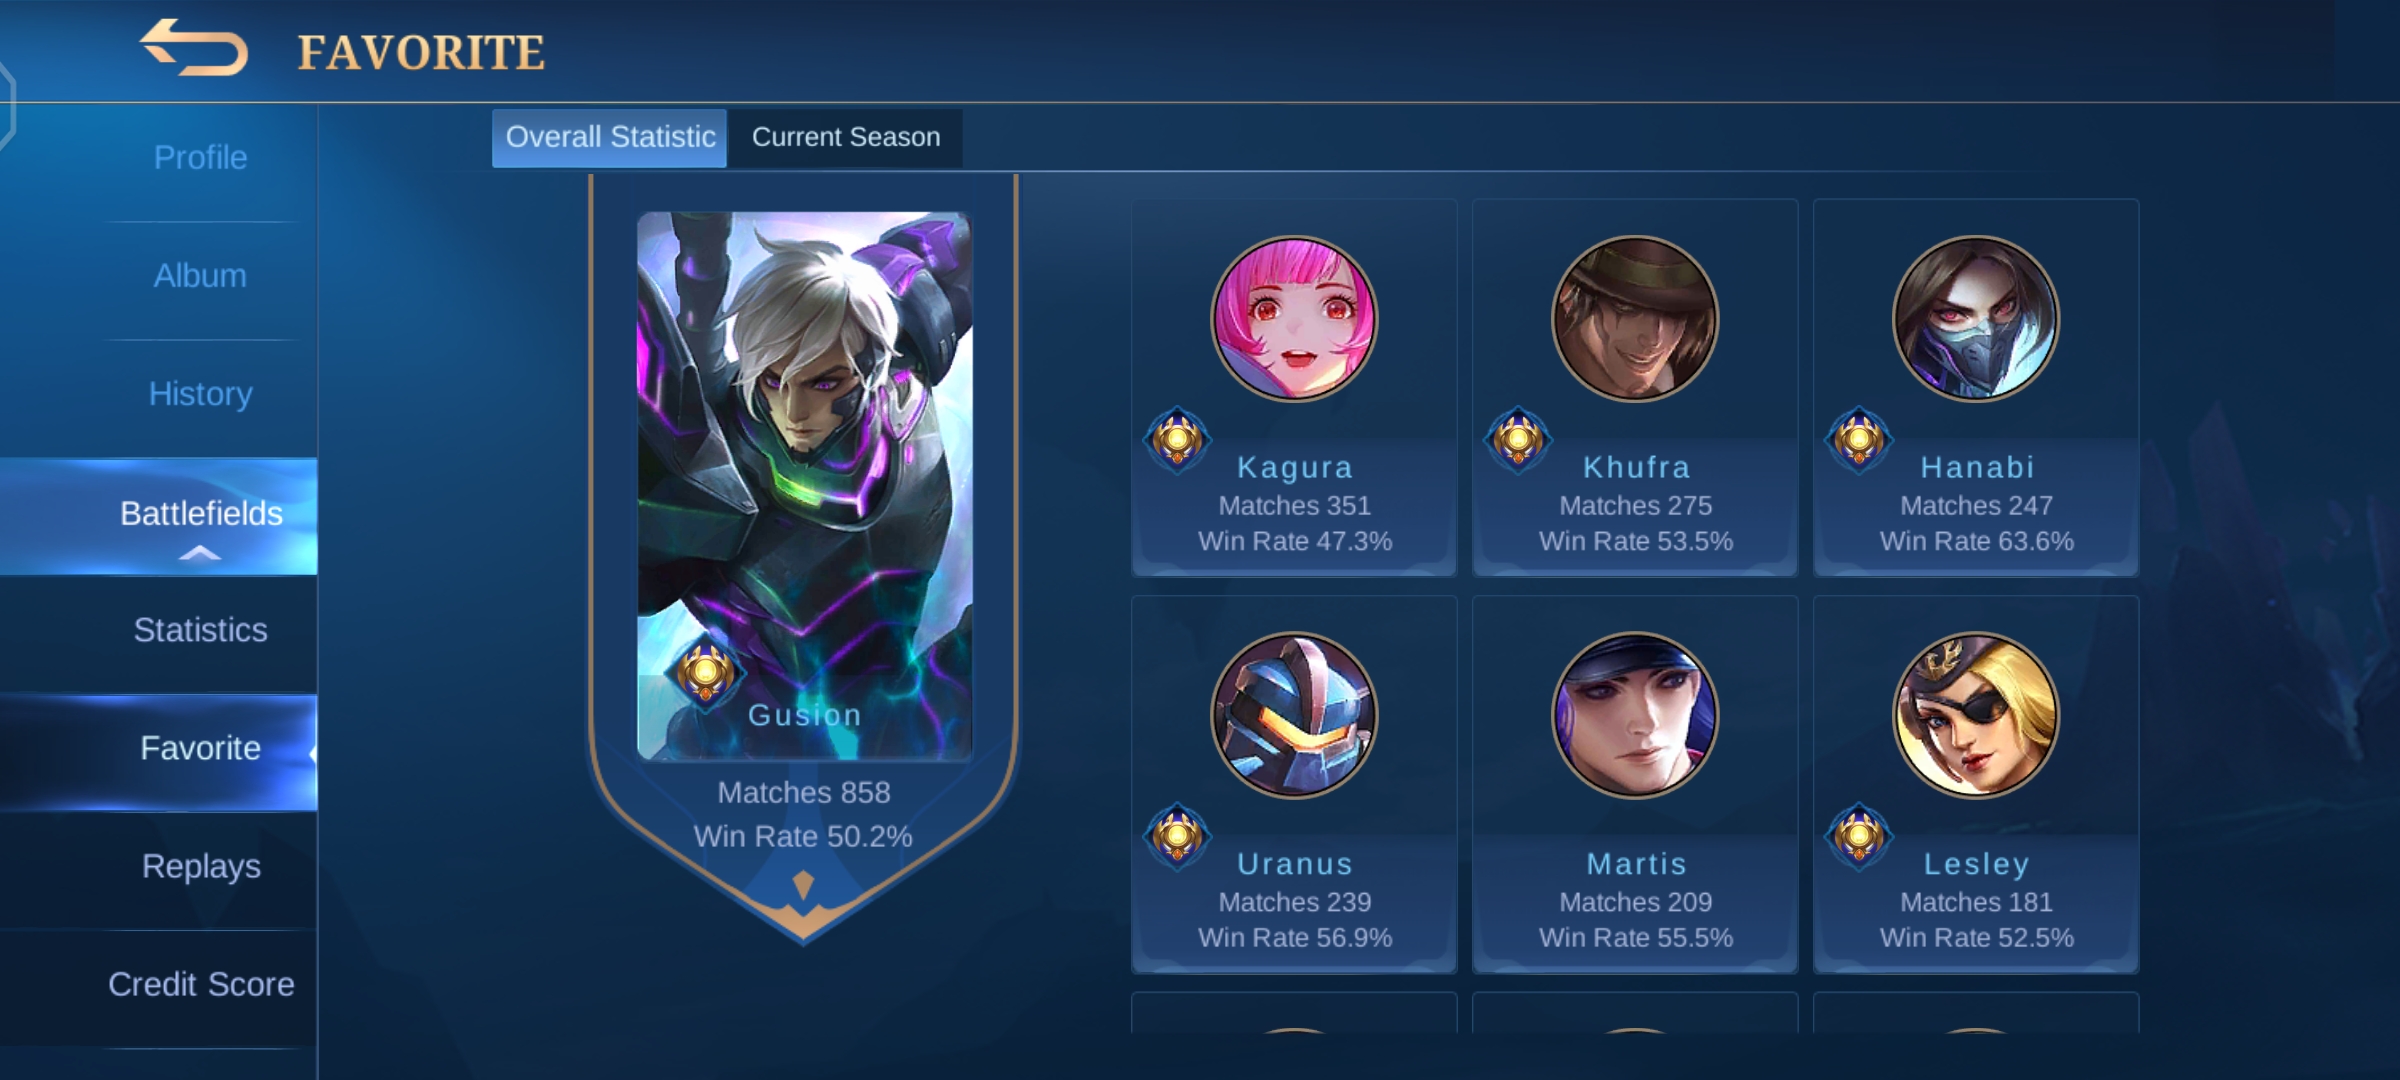 FAVORITE
Profile
Album
History
Battlefields
Statistics
Favorite
Replays
Credit Score
Overall Statistic
Current Season
Gusion
Matches 858
Win Rate 50.2%
Kagura
Matches 351
Win Rate 47.3%
Khufra
Matches 275
Win Rate 53.5%
Hanabi
Matches 247
Win Rate 63.6%
Uranus
Matches 239
Win Rate 56.9%
Martis
Matches 209
Win Rate 55.5%
Lesley
Matches 181
Win Rate 52.5%